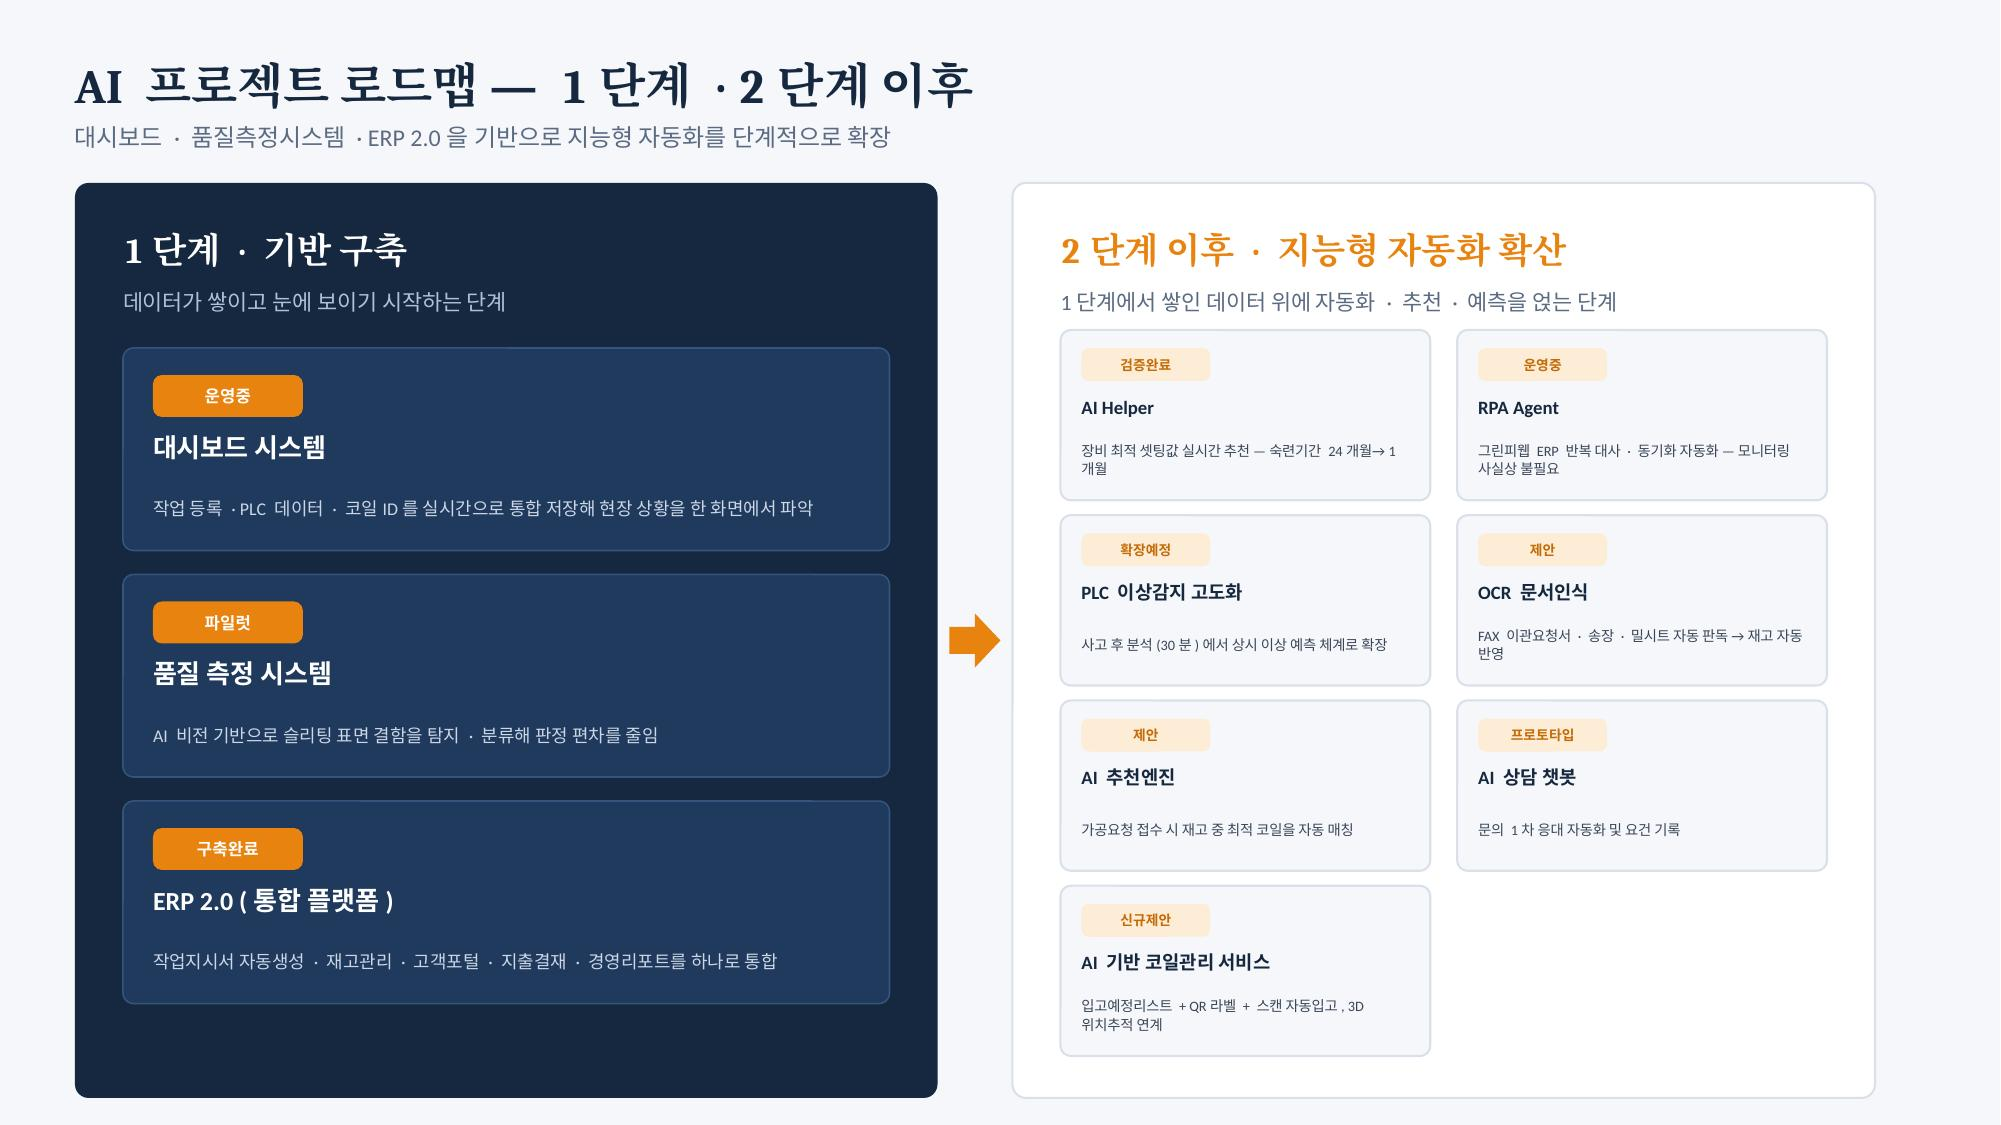 AI 프로젝트 로드맵 — 1 단계 · 2 단계 이후
대시보드 · 품질측정시스템 · ERP 2.0 을 기반으로 지능형 자동화를 단계적으로 확장
1 단계 · 기반 구축
데이터가 쌓이고 눈에 보이기 시작하는 단계
운영중
대시보드 시스템
작업 등록 · PLC 데이터 · 코일 ID 를 실시간으로 통합 저장해 현장 상황을 한 화면에서 파악
파일럿
품질 측정 시스템
AI 비전 기반으로 슬리팅 표면 결함을 탐지 · 분류해 판정 편차를 줄임
구축완료
ERP 2.0 ( 통합 플랫폼 )
작업지시서 자동생성 · 재고관리 · 고객포털 · 지출결재 · 경영리포트를 하나로 통합
2 단계 이후 · 지능형 자동화 확산
1 단계에서 쌓인 데이터 위에 자동화 · 추천 · 예측을 얹는 단계
검증완료
AI Helper
장비 최적 셋팅값 실시간 추천 — 숙련기간 24 개월→ 1
개월
운영중
RPA Agent
그린피웹 ERP 반복 대사 · 동기화 자동화 — 모니터링
사실상 불필요
확장예정
PLC 이상감지 고도화
사고 후 분석 (30 분 ) 에서 상시 이상 예측 체계로 확장
제안
OCR 문서인식
FAX 이관요청서 · 송장 · 밀시트 자동 판독 → 재고 자동
반영
제안
AI 추천엔진
가공요청 접수 시 재고 중 최적 코일을 자동 매칭
프로토타입
AI 상담 챗봇
문의 1 차 응대 자동화 및 요건 기록
신규제안
AI 기반 코일관리 서비스
입고예정리스트 + QR 라벨 + 스캔 자동입고 , 3D
위치추적 연계